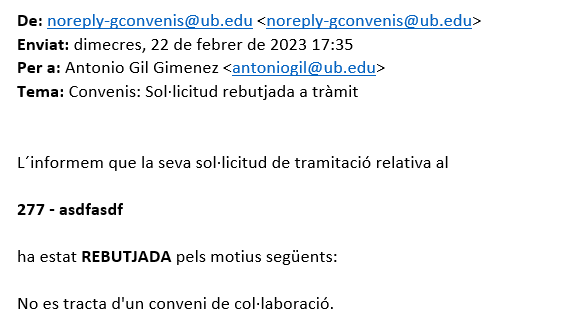 De: noreply-gconvenis@ub.edu <noreply-gconvenis@ub.edu>
Enviat: dimecres, 22 de febrer de 2023 17:35
Per a: Antonio Gil Gimenez <antoniogil@ub.edu>
Tema: Convenis: Sol·licitud rebutjada a tràmit
L´informem que la seva sol·licitud de tramitació relativa al
277 - asdfasdf
ha estat REBUTJADA pels motius següents:
No es tracta d'un conveni de col·laboració.